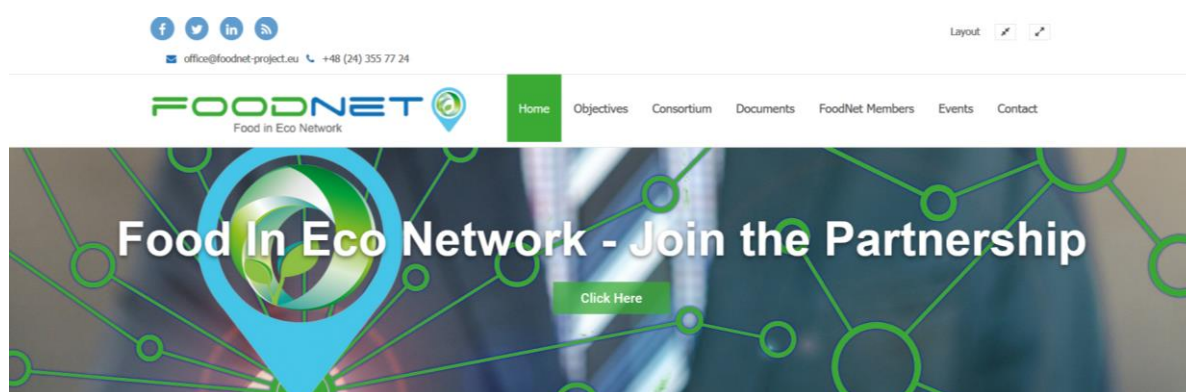 Layout
office@foodnet-project.eu +48 (24) 355 77 24
FOODNET
Food in Eco Network
Home Objectives Consortium Documents FoodNet Members Events Contact
Food In Eco Network - Join the Partnership
Click Here